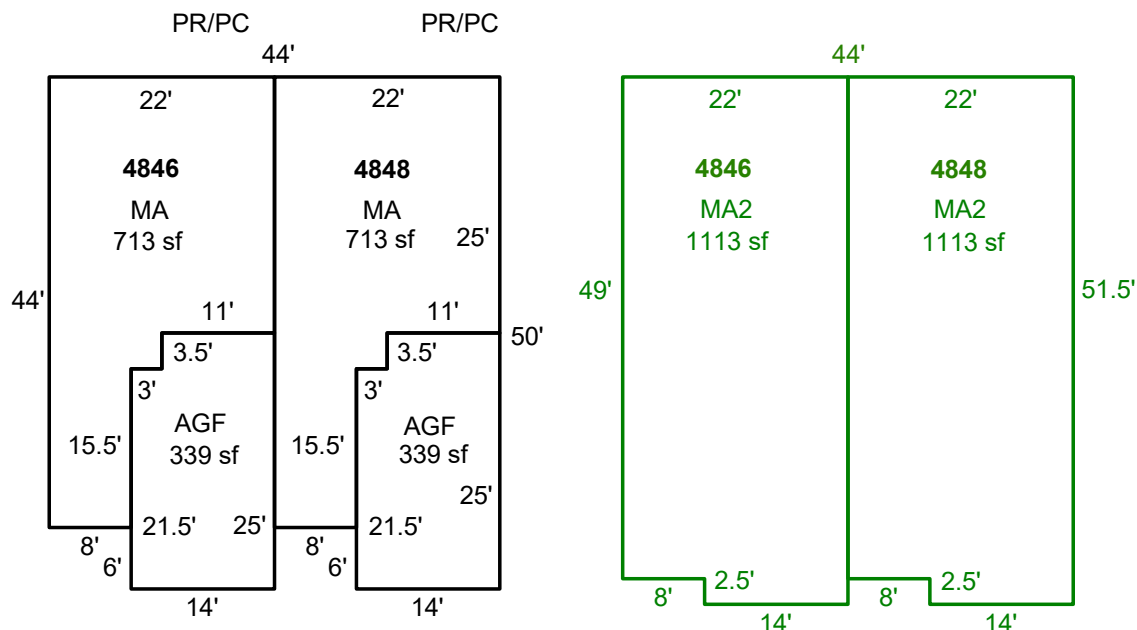 PR/PC
PR/PC
44'
44'
22'
22'
22'
22'
4846
4848
4846
4848
MA
MA
MA2
MA2
713 sf
713 sf
25'
1113 sf
1113 sf
44'
11'
11'
49'
51.5'
50'
3.5'
3.5'
3'
3'
AGF
AGF
15.5'
339 sf
15.5'
339 sf
25'
21.5'
25'
21.5'
8'
6'
8'
6'
2.5'
2.5'
14'
14'
8'
14'
8'
14'